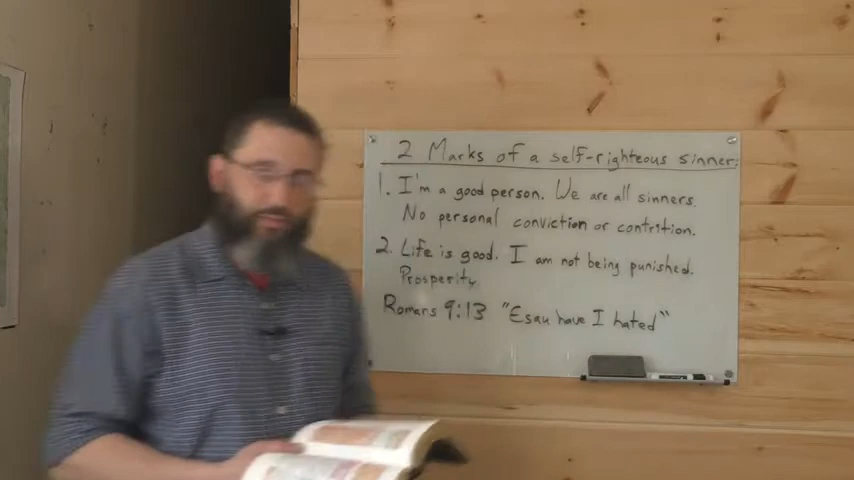 2 Marks of a self-righteous sinner:
1. I'm a good person. We are all sinners.
No personal conviction or contrition.
2. Life is good. I am not being punished.
Prosperity.
Romans 9:13 "Esau have I hated"